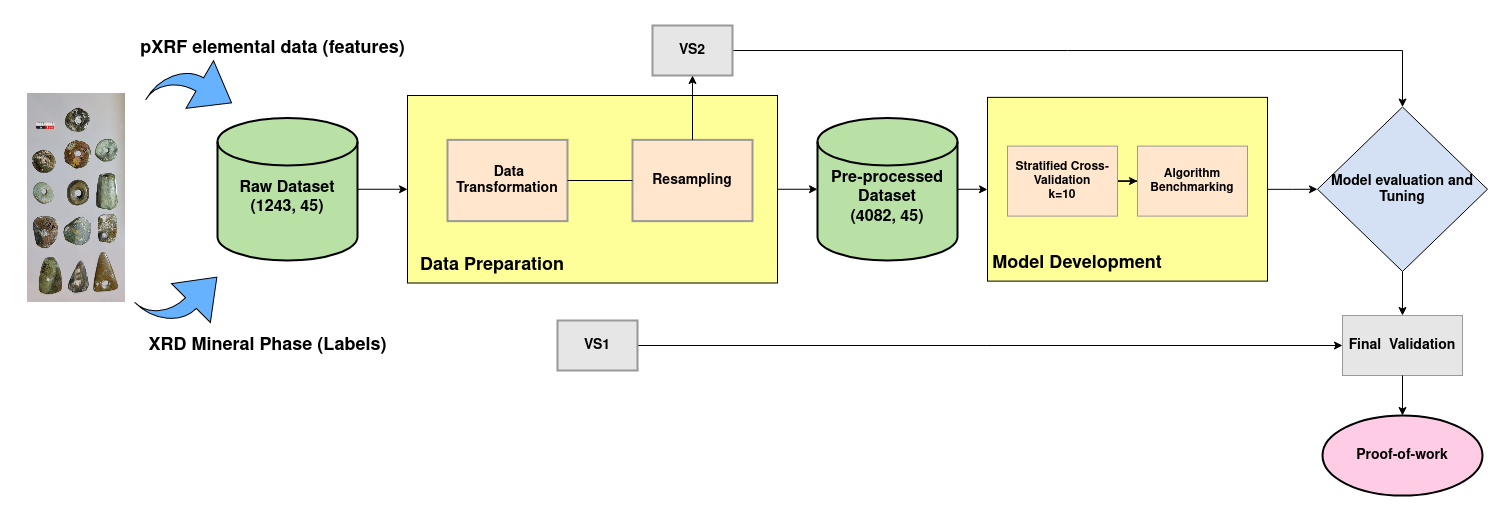 pXRF elemental data (features)
VS2
Raw Dataset
(1243, 45)
Data
Transformation
Resampling
Data Preparation
Pre-processed
Dataset
(4082, 45)
Stratified Cross-
Validation
k=10
Algorithm
Benchmarking
Model Development
Model evaluation and
Tuning
XRD Mineral Phase (Labels)
VS1
Final Validation
Proof-of-work